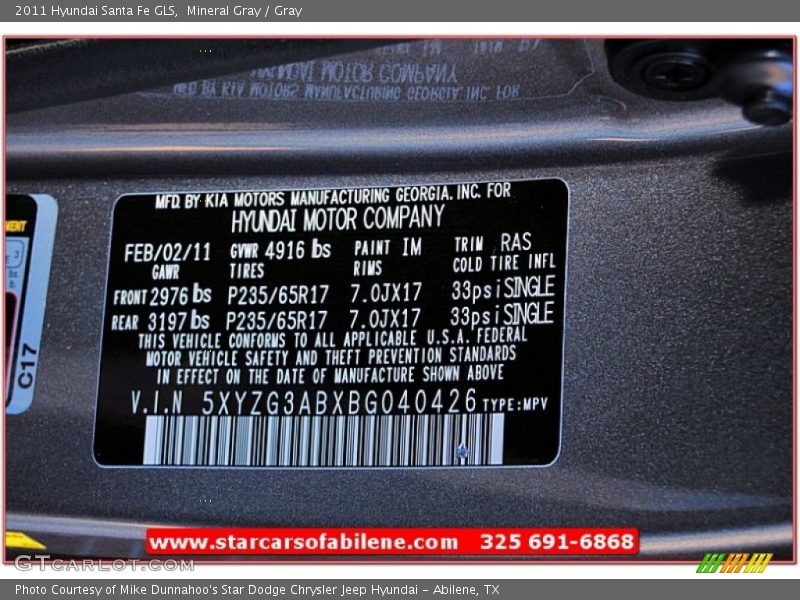 2011 Hyundai Santa Fe GLS,  Mineral Gray / Gray
MFD. BY KIA MOTORS MANUFACTURING GEORGIA. INC. FOR
HYUNDAI MOTOR COMPANY
FEB/02/11 GVWR 4916 lbs PAINT IM TRIM RAS
GAWR TIRES RIMS COLD TIRE INFL
FRONT 2976 lbs P235/65R17 7.0JX17 33psi SINGLE
REAR 3197 lbs P235/65R17 7.0JX17 33psi SINGLE
THIS VEHICLE CONFORMS TO ALL APPLICABLE U.S.A. FEDERAL
MOTOR VEHICLE SAFETY AND THEFT PREVENTION STANDARDS
IN EFFECT ON THE DATE OF MANUFACTURE SHOWN ABOVE
V.I.N 5XYZG3ABXBG040426 TYPE:MPV
C17
www.starcarsofabilene.com 325 691-6868
GTCarLot.com
Photo Courtesy of Mike Dunnahoo's Star Dodge Chrysler Jeep Hyundai - Abilene, TX